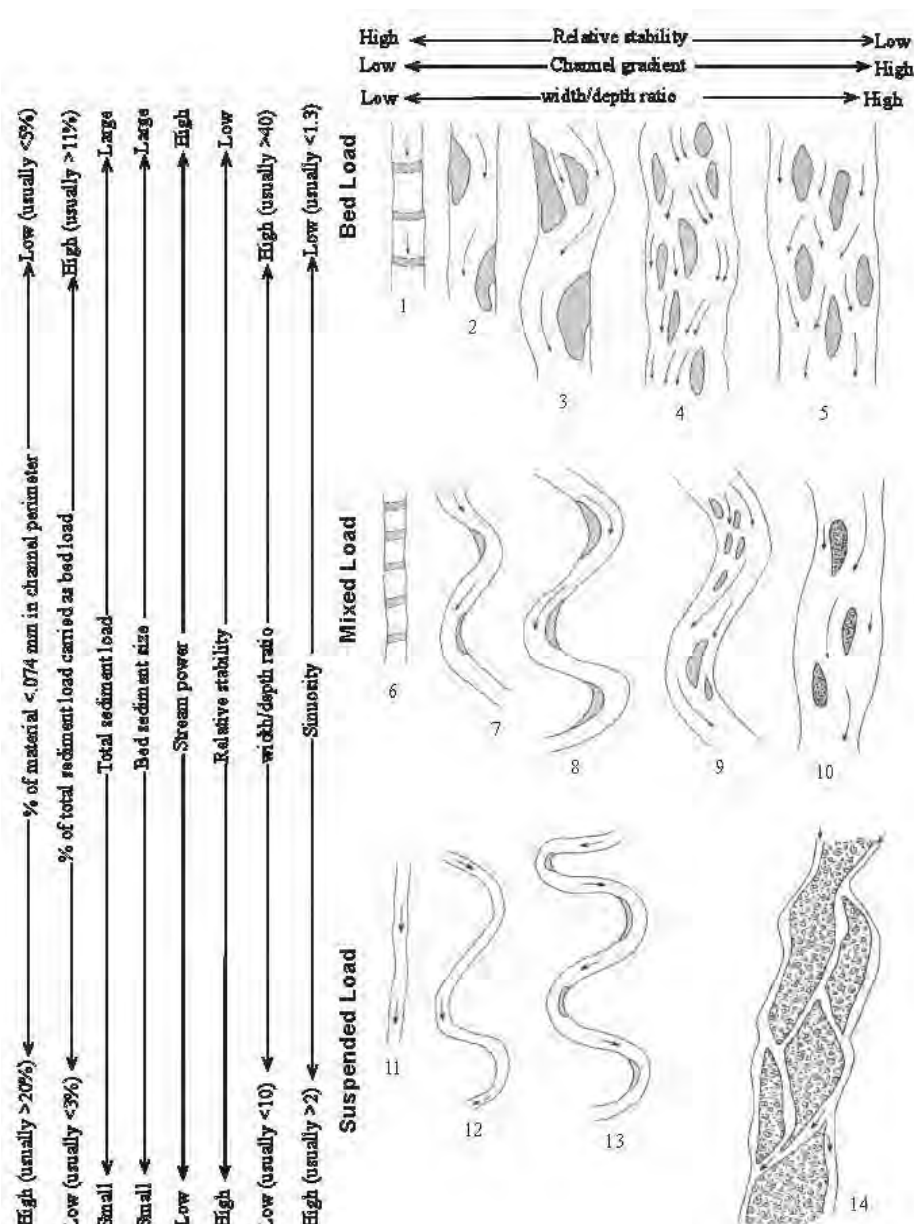 High Relative stability Low
Low Channel gradient High
Low width/depth ratio High
Low (usually <5%)
% of material <.074 mm in channel perimeter
High (usually >20%)
High (usually >11%)
% of total sediment load carried as bed load
Low (usually <3%)
Large
Total sediment load
Small
Large
Bed sediment size
Small
High
Stream power
Low
Low
Relative stability
High
High (usually >40)
width/depth ratio
Low (usually <10)
Low (usually <1.3)
Sinuosity
High (usually >2)
Bed Load
1
2
3
4
5
Mixed Load
6
7
8
9
10
Suspended Load
11
12
13
14